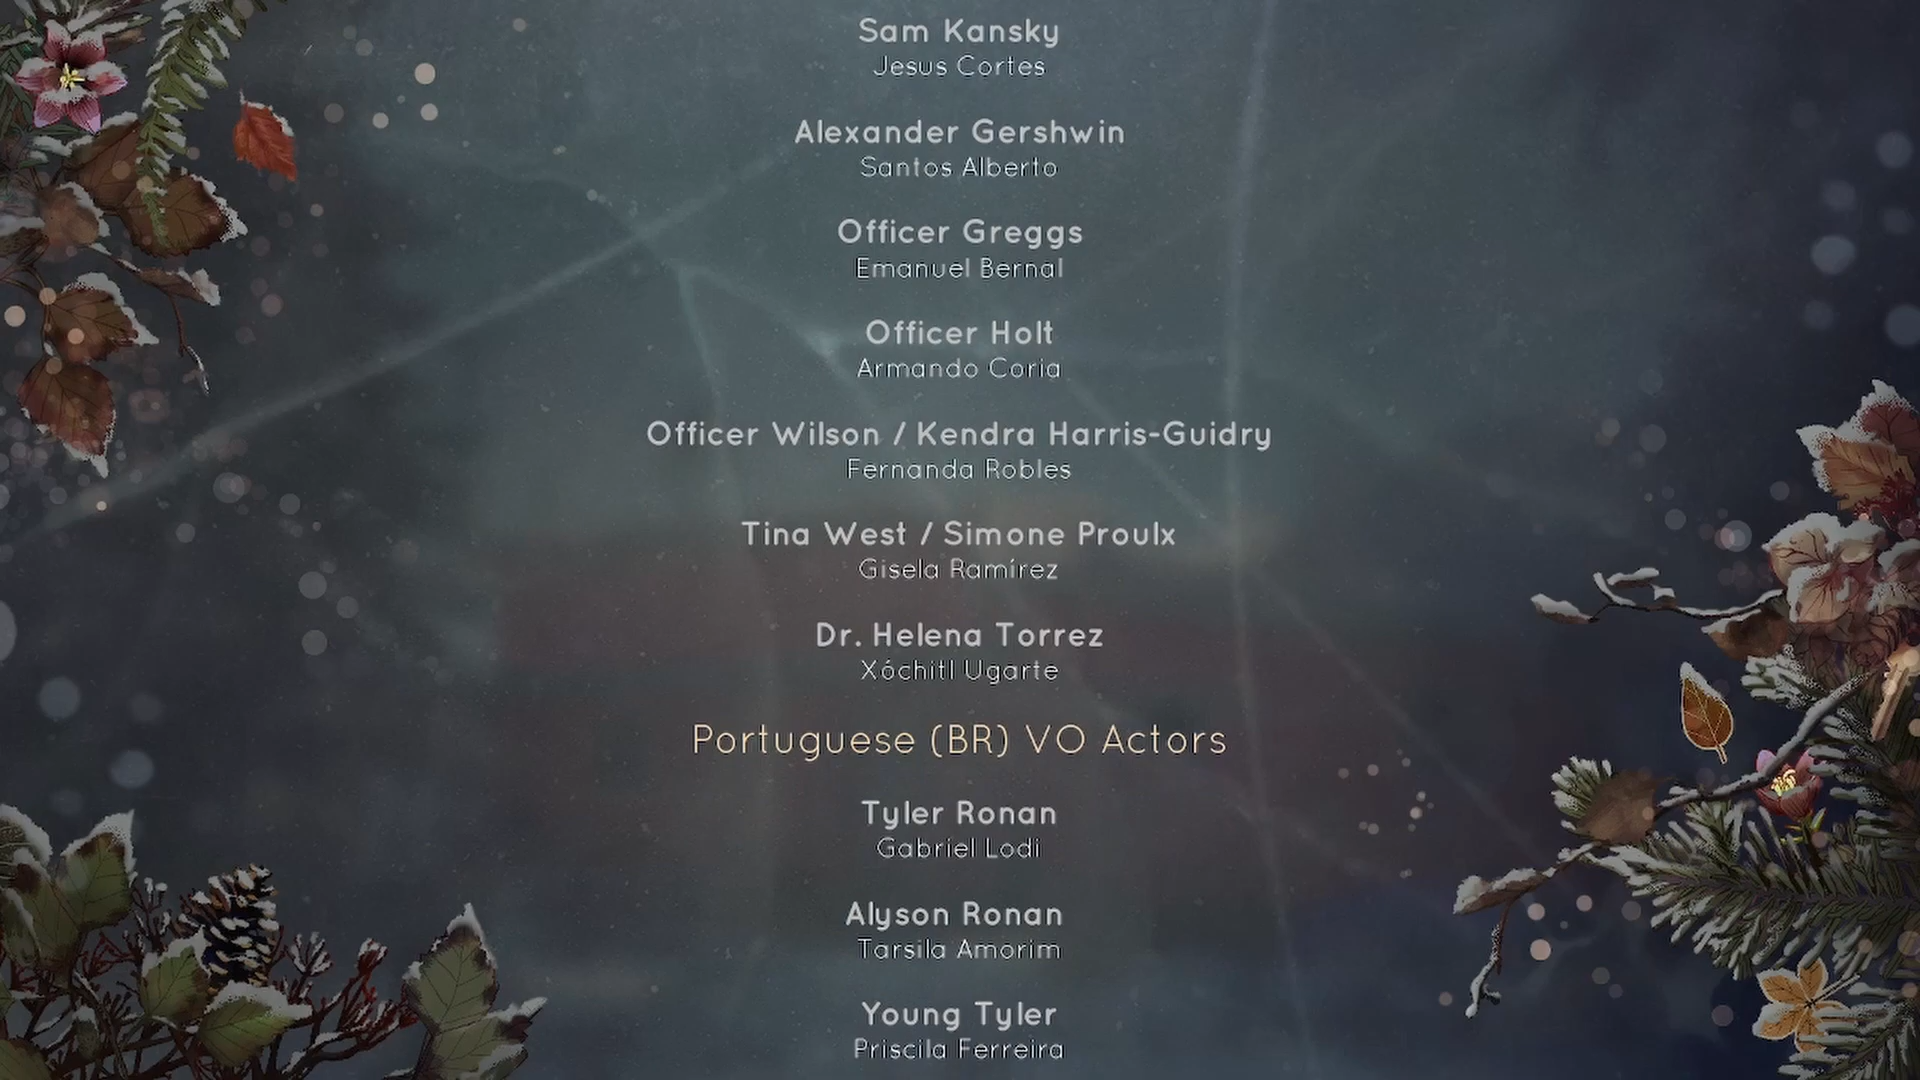 Sam Kansky
Jesus Cortes
Alexander Gershwin
Santos Alberto
Officer Greggs
Emanuel Bernal
Officer Holt
Armando Coria
Officer Wilson / Kendra Harris-Guidry
Fernanda Robles
Tina West / Simone Proulx
Gisela Ramírez
Dr. Helena Torrez
Xóchitl Ugarte
Portuguese (BR) VO Actors
Tyler Ronan
Gabriel Lodi
Alyson Ronan
Tarsila Amorim
Young Tyler
Priscila Ferreira